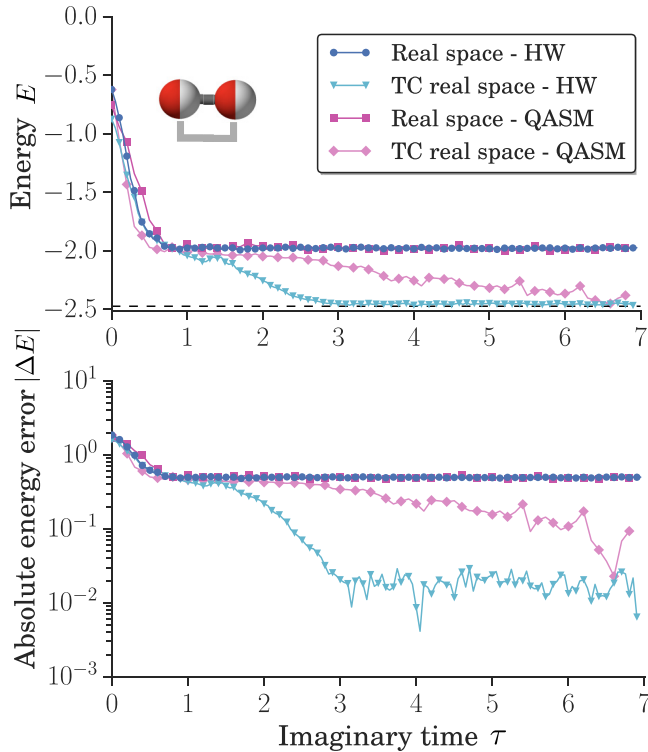 0.0
−0.5
−1.0
−1.5
−2.0
−2.5
Energy E
Real space - HW
TC real space - HW
Real space - QASM
TC real space - QASM
0 1 2 3 4 5 6 7
10^1
10^0
10^−1
10^−2
10^−3
Absolute energy error |ΔE|
0 1 2 3 4 5 6 7
Imaginary time τ